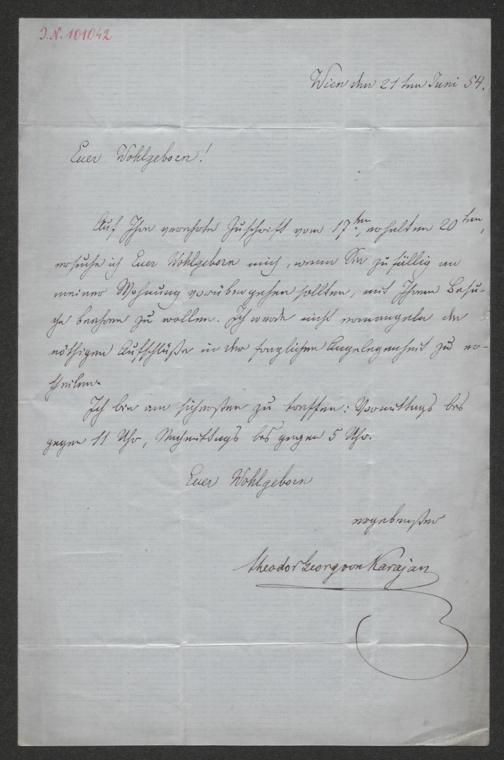 I.N. 101042
Wien den 21ten Juni 54.
Euer Wohlgeboren!
Auf Ihre verehrte Zuschrift vom 17ten, erhalten 20ten,
ersuche ich Euer Wohlgeboren mich, wenn Sie zufällig an
meiner Wohnung vorübergehen sollten, mit Ihrem Besu-
che beehren zu wollen. Ich werde nicht ermangeln die
nöthigen Aufschlüße in der fraglichen Angelegenheit zu er-
theilen.
Ich bin am sichersten zu treffen: Vormittags bis
gegen 11 Uhr, Nachmittags bis gegen 5 Uhr.
Euer Wohlgeboren
ergebenster
Theodor Georg von Karajan